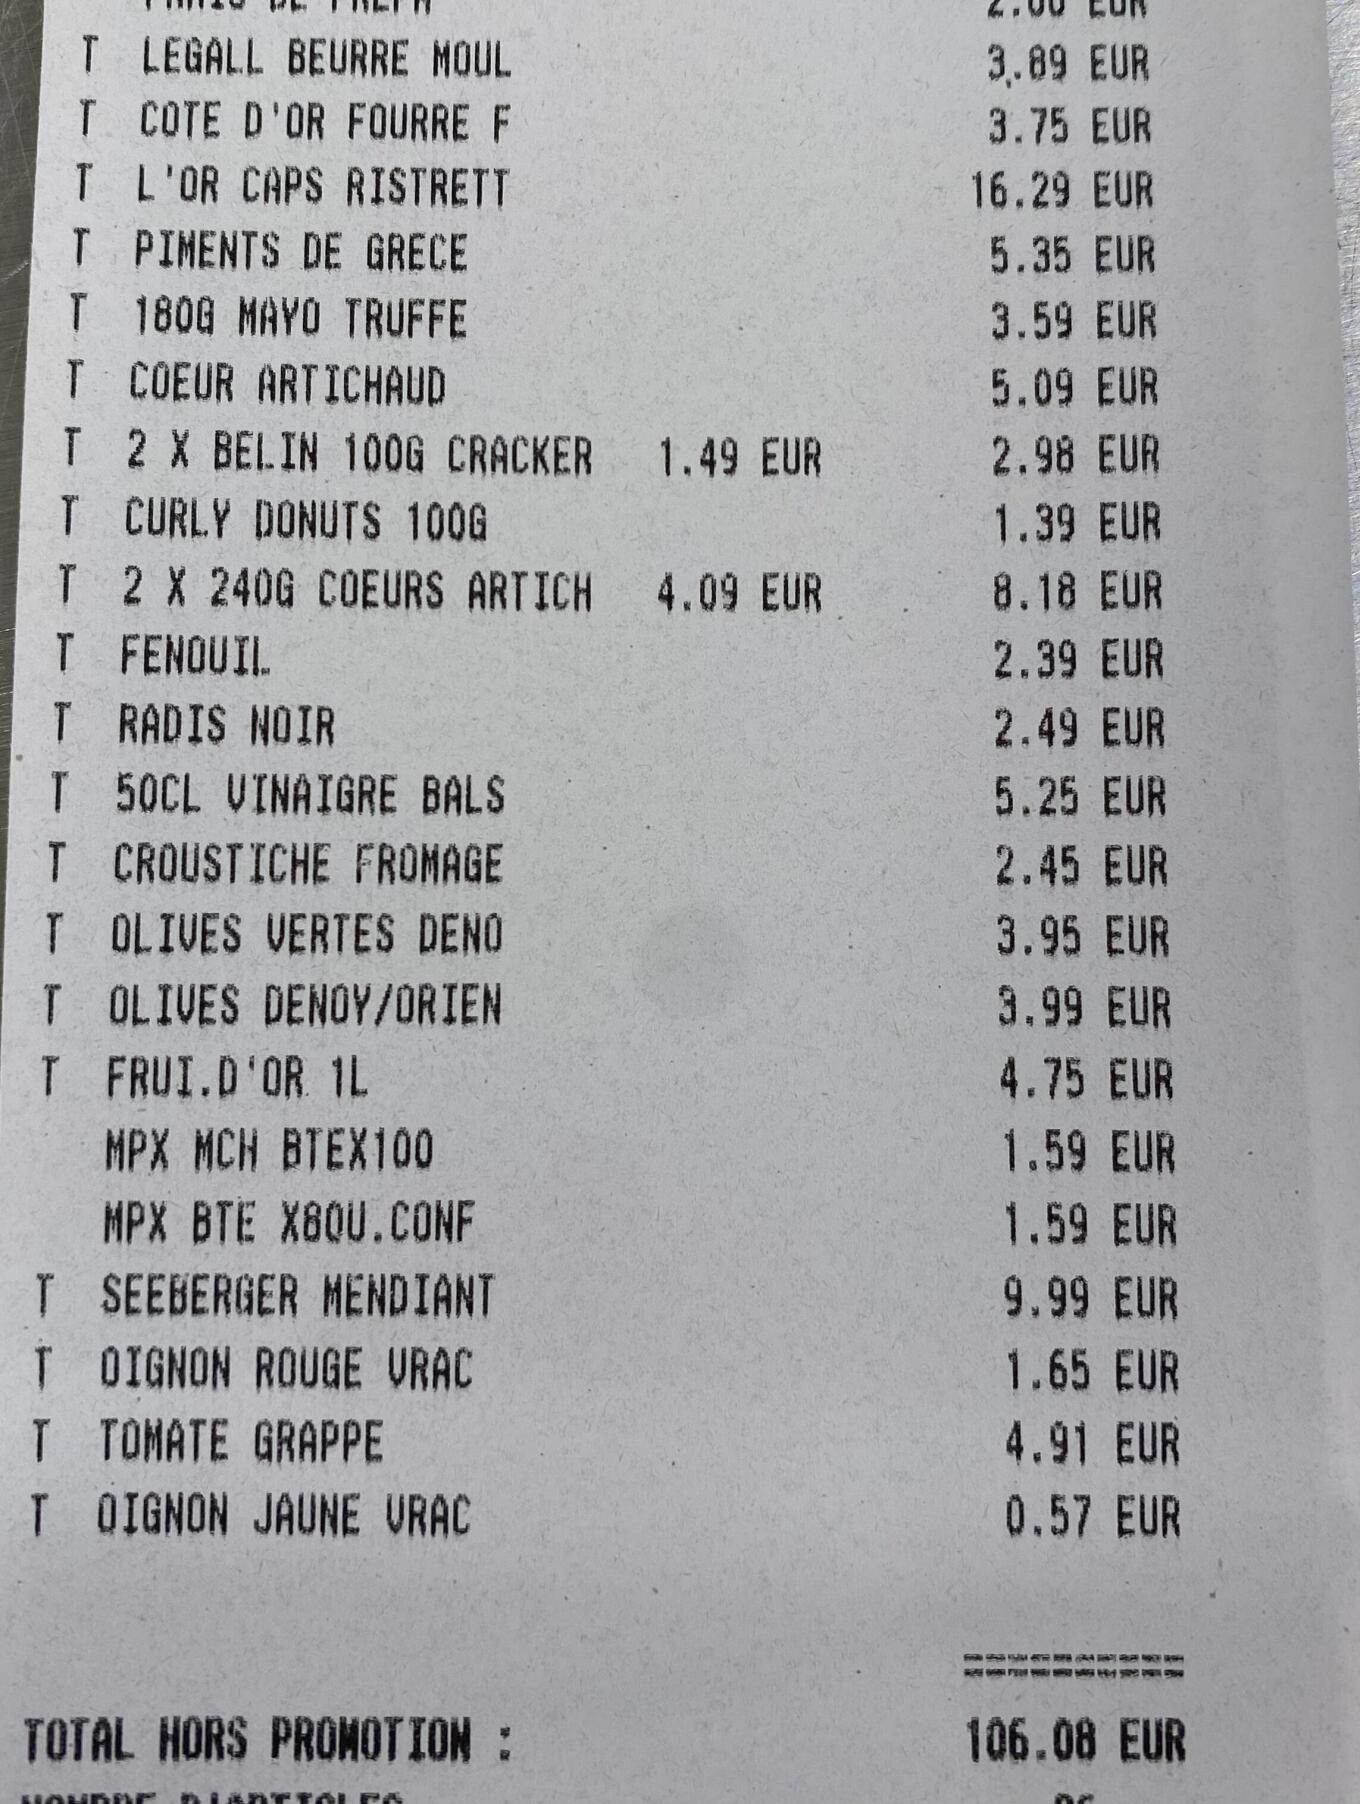 FRAIS DE PREPA EUR
T LEGALL BEURRE MOUL 3.89 EUR
T COTE D'OR FOURRE F 3.75 EUR
T L'OR CAPS RISTRETT 16.29 EUR
T PIMENTS DE GRECE 5.35 EUR
T 180G MAYO TRUFFE 3.59 EUR
T COEUR ARTICHAUD 5.09 EUR
T 2 X BELIN 100G CRACKER 1.49 EUR 2.98 EUR
T CURLY DONUTS 100G 1.39 EUR
T 2 X 240G COEURS ARTICH 4.09 EUR 8.18 EUR
T FENOUIL 2.39 EUR
T RADIS NOIR 2.49 EUR
T 50CL VINAIGRE BALS 5.25 EUR
T CROUSTICHE FROMAGE 2.45 EUR
T OLIVES VERTES DENO 3.95 EUR
T OLIVES DENOY/ORIEN 3.99 EUR
T FRUI.D'OR 1L 4.75 EUR
MPX MCH BTEX100 1.59 EUR
MPX BTE X80U.CONF 1.59 EUR
T SEEBERGER MENDIANT 9.99 EUR
T OIGNON ROUGE VRAC 1.65 EUR
T TOMATE GRAPPE 4.91 EUR
T OIGNON JAUNE VRAC 0.57 EUR
==========
TOTAL HORS PROMOTION : 106.08 EUR
NOMBRE D'ARTICLES